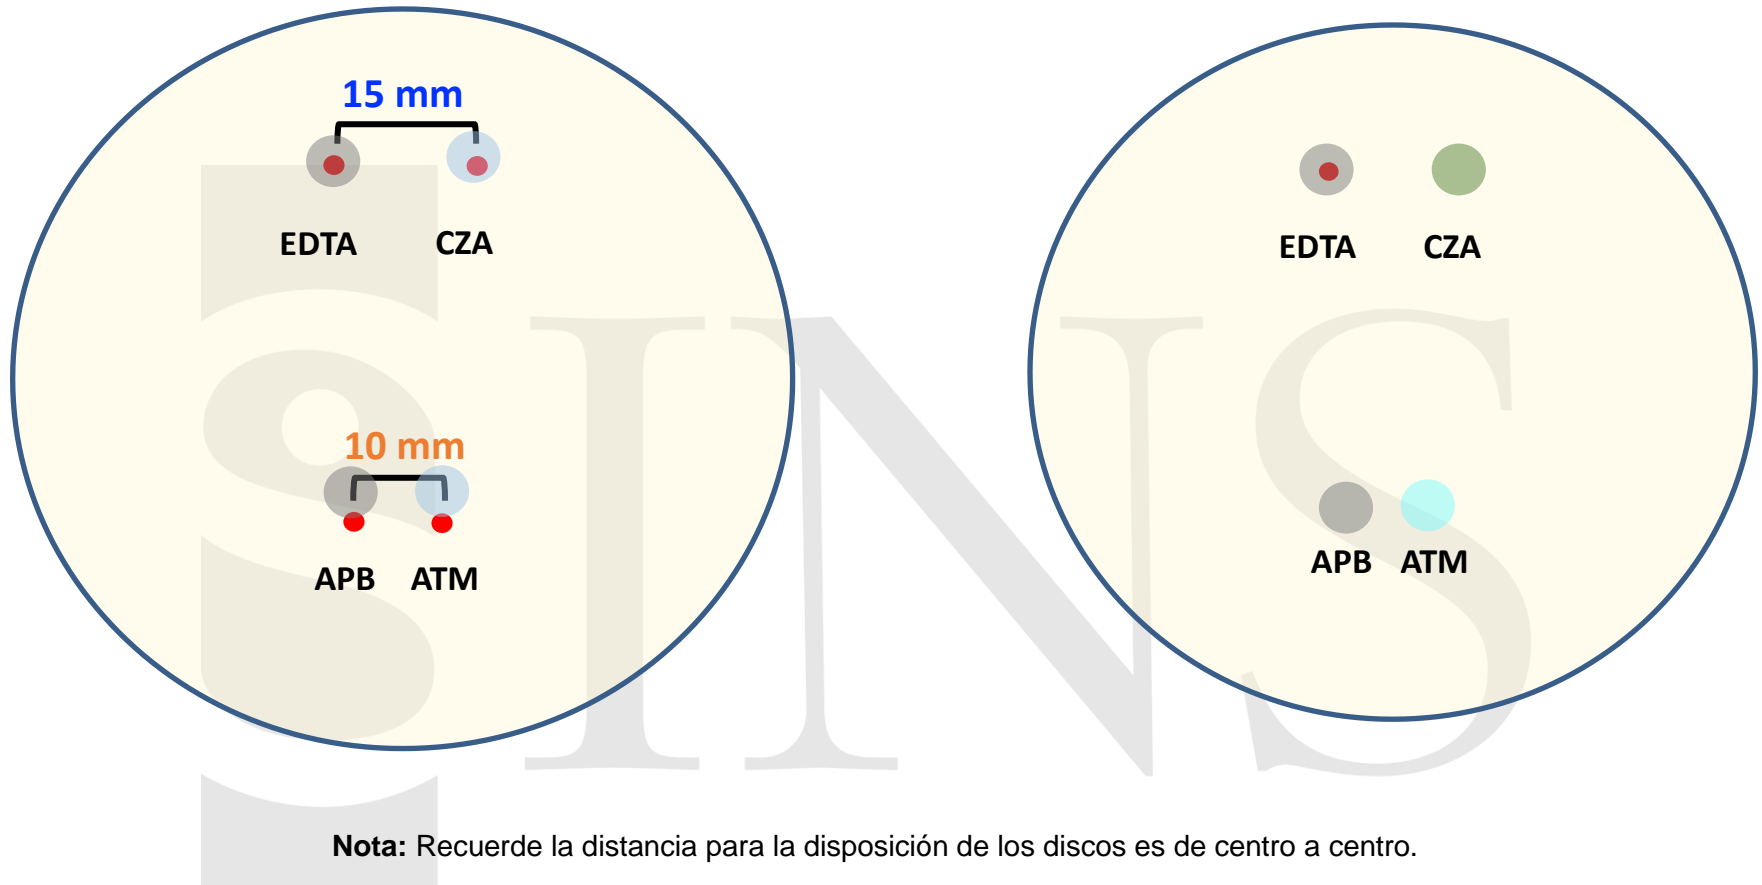 15 mm
EDTA CZA
EDTA CZA
10 mm
APB ATM
APB ATM
INS
Nota: Recuerde la distancia para la disposición de los discos es de centro a centro.